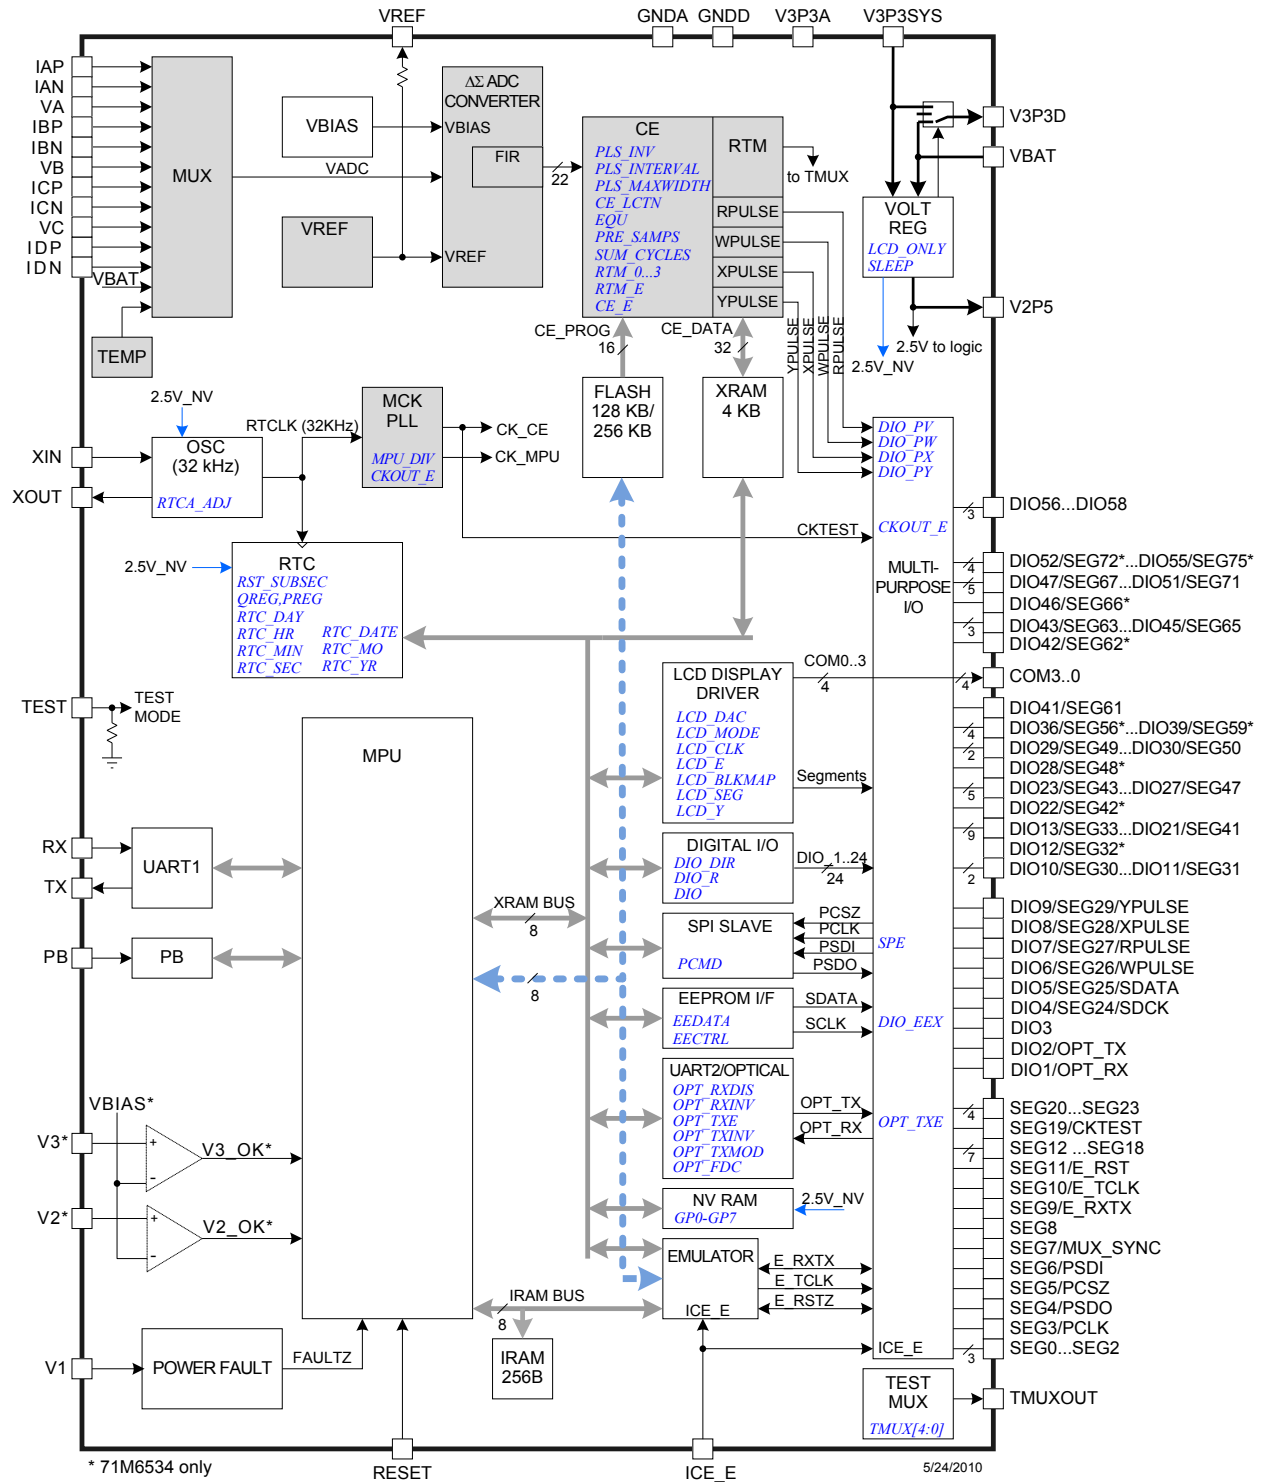 VREF
GNDA GNDD V3P3A V3P3SYS
IAP
IAN
VA
IBP
IBN
VB
ICP
ICN
VC
IDP
IDN
VBAT
MUX
TEMP
VBIAS
VADC
VREF
ΔΣ ADC
CONVERTER
VBIAS
FIR
VREF
22
CE
PLS_INV
PLS_INTERVAL
PLS_MAXWIDTH
CE_LCTN
EQU
PRE_SAMPS
SUM_CYCLES
RTM_0...3
RTM_E
CE_E
RTM
to TMUX
RPULSE
WPULSE
XPULSE
YPULSE
V3P3D
VBAT
VOLT
REG
LCD_ONLY
SLEEP
V2P5
2.5V to logic
2.5V_NV
CE_PROG
16
CE_DATA
32
YPULSE
XPULSE
WPULSE
RPULSE
FLASH
128 KB/
256 KB
XRAM
4 KB
2.5V_NV
XIN
XOUT
OSC
(32 kHz)
RTCA_ADJ
RTCLK (32KHz)
MCK
PLL
MPU_DIV
CKOUT_E
CK_CE
CK_MPU
2.5V_NV
RTC
RST_SUBSEC
QREG,PREG
RTC_DAY
RTC_HR RTC_DATE
RTC_MIN RTC_MO
RTC_SEC RTC_YR
DIO_PV
DIO_PW
DIO_PX
DIO_PY
CKTEST
CKOUT_E
MULTI-
PURPOSE
I/O
3
DIO56...DIO58
4
DIO52/SEG72*...DIO55/SEG75*
5
DIO47/SEG67...DIO51/SEG71
DIO46/SEG66*
3
DIO43/SEG63...DIO45/SEG65
DIO42/SEG62*
TEST
TEST
MODE
MPU
LCD DISPLAY
DRIVER
LCD_DAC
LCD_MODE
LCD_CLK
LCD_E
LCD_BLKMAP
LCD_SEG
LCD_Y
COM0..3
4
4
COM3..0
Segments
DIO41/SEG61
4
DIO36/SEG56*...DIO39/SEG59*
2
DIO29/SEG49...DIO30/SEG50
DIO28/SEG48*
5
DIO23/SEG43...DIO27/SEG47
DIO22/SEG42*
9
DIO13/SEG33...DIO21/SEG41
DIO12/SEG32*
2
DIO10/SEG30...DIO11/SEG31
RX
TX
UART1
PB
PB
XRAM BUS
8
8
DIGITAL I/O
DIO_DIR
DIO_R
DIO
DIO_1..24
24
SPI SLAVE
PCMD
PCSZ
PCLK
PSDI
PSDO
SPE
EEPROM I/F
EEDATA
EECTRL
SDATA
SCLK
DIO_EEX
DIO9/SEG29/YPULSE
DIO8/SEG28/XPULSE
DIO7/SEG27/RPULSE
DIO6/SEG26/WPULSE
DIO5/SEG25/SDATA
DIO4/SEG24/SDCK
DIO3
DIO2/OPT_TX
DIO1/OPT_RX
UART2/OPTICAL
OPT_RXDIS
OPT_RXINV
OPT_TXE
OPT_TXINV
OPT_TXMOD
OPT_FDC
OPT_TX
OPT_RX
OPT_TXE
4
SEG20...SEG23
SEG19/CKTEST
7
SEG12 ...SEG18
SEG11/E_RST
SEG10/E_TCLK
SEG9/E_RXTX
SEG8
SEG7/MUX_SYNC
SEG6/PSDI
SEG5/PCSZ
SEG4/PSDO
SEG3/PCLK
3
SEG0...SEG2
VBIAS*
V3*
+
-
V3_OK*
V2*
+
-
V2_OK*
NV RAM
GP0-GP7
2.5V_NV
EMULATOR
ICE_E
E_RXTX
E_TCLK
E_RSTZ
ICE_E
IRAM BUS
8
IRAM
256B
V1
POWER FAULT
FAULTZ
TEST
MUX
TMUX[4:0]
TMUXOUT
* 71M6534 only
RESET
ICE_E
5/24/2010